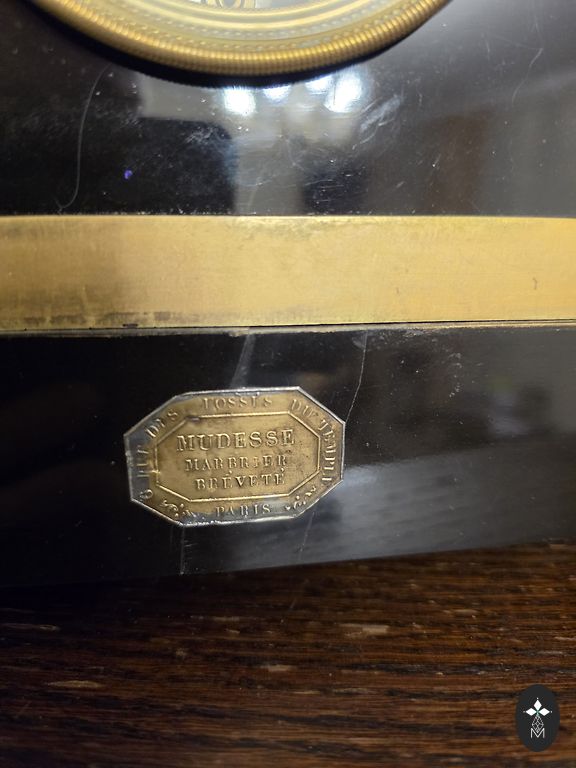 6 RUE DES FOSSÉS DU TEMPLE
MUDESSE
MARBRIER
BREVETÉ
PARIS
M